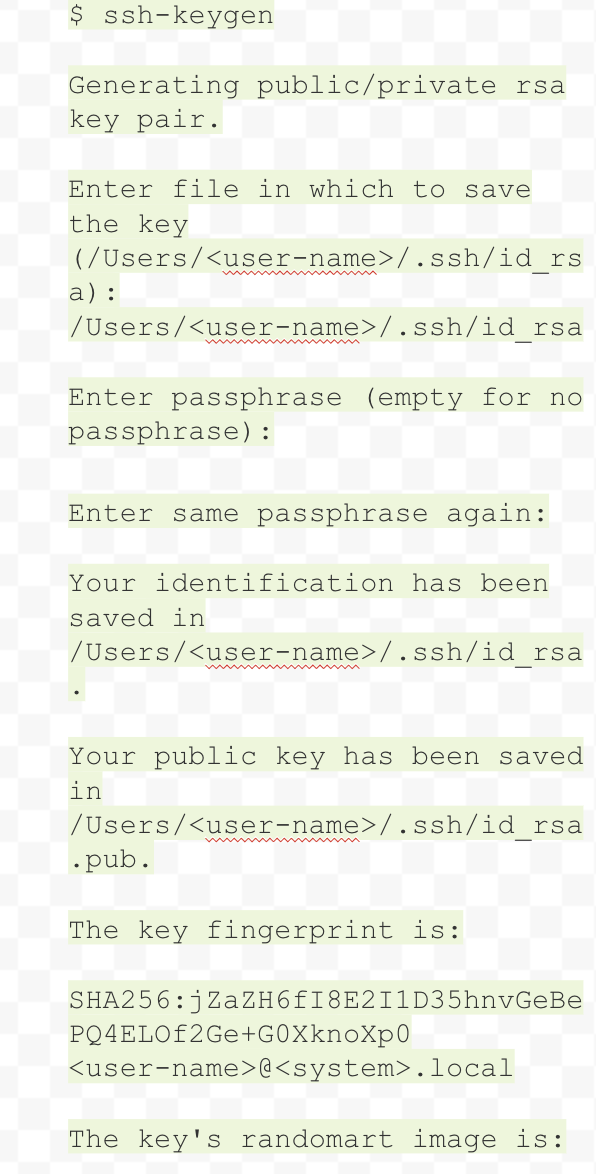 $ ssh-keygen
Generating public/private rsa
key pair.
Enter file in which to save
the key
(/Users/<user-name>/.ssh/id_rs
a):
/Users/<user-name>/.ssh/id_rsa
Enter passphrase (empty for no
passphrase):
Enter same passphrase again:
Your identification has been
saved in
/Users/<user-name>/.ssh/id_rsa
.
Your public key has been saved
in
/Users/<user-name>/.ssh/id_rsa
.pub.
The key fingerprint is:
SHA256:jZaZH6fI8E2I1D35hnvGeBe
PQ4ELOf2Ge+G0XknoXp0
<user-name>@<system>.local
The key's randomart image is: